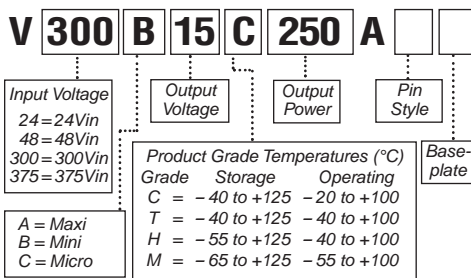 V 300 B 15 C 250 A
Input Voltage
24 = 24Vin
48 = 48Vin
300 = 300Vin
375 = 375Vin
Output
Voltage
Output
Power
Pin
Style
Base-
plate
A = Maxi
B = Mini
C = Micro
Product Grade Temperatures (°C)
Grade Storage Operating
C = – 40 to +125 – 20 to +100
T = – 40 to +125 – 40 to +100
H = – 55 to +125 – 40 to +100
M = – 65 to +125 – 55 to +100